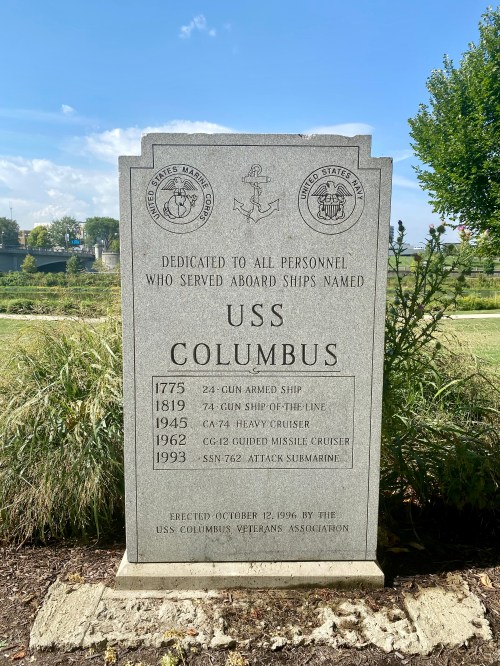 UNITED STATES MARINE CORPS
UNITED STATES NAVY
DEDICATED TO ALL PERSONNEL
WHO SERVED ABOARD SHIPS NAMED
USS
COLUMBUS
1775 24-GUN ARMED SHIP
1819 74-GUN SHIP OF THE LINE
1945 CA 74 HEAVY CRUISER
1962 CG-12 GUIDED MISSILE CRUISER
1993 SSN-762 ATTACK SUBMARINE
ERECTED OCTOBER 12, 1996 BY THE
USS COLUMBUS VETERANS ASSOCIATION